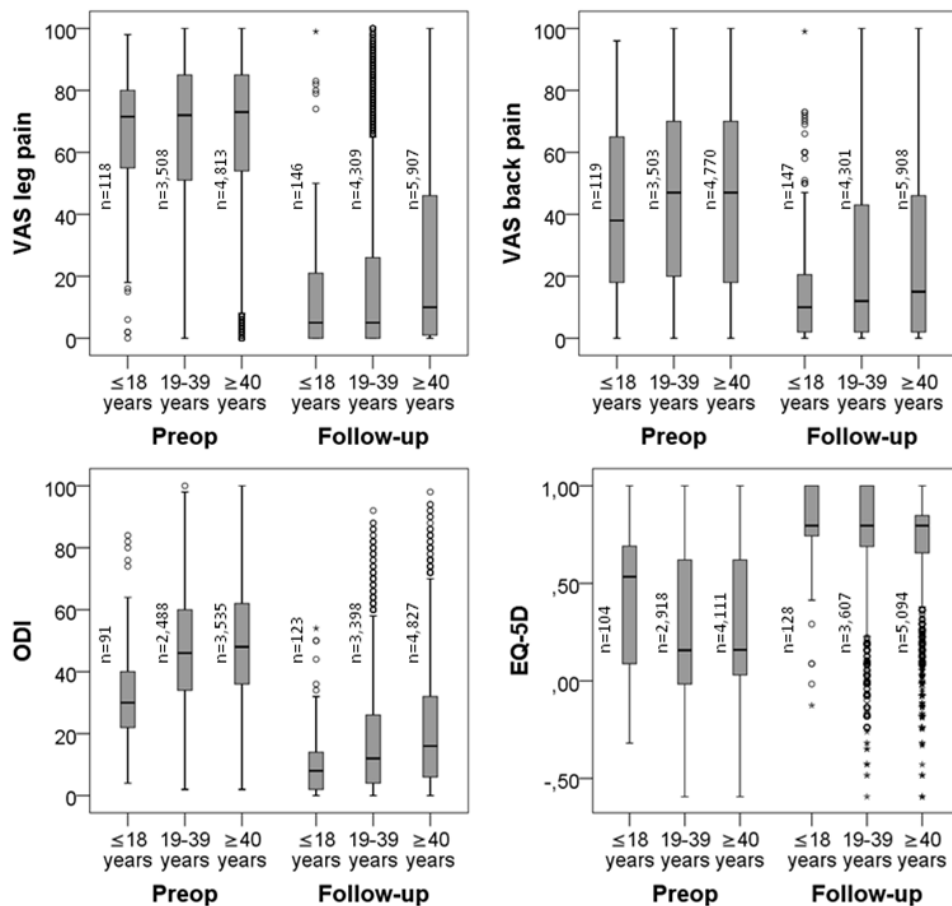 VAS leg pain
100
80
60
40
20
0
n=118
n=3,508
n=4,813
n=146
n=4,309
n=5,907
≤18 19-39 ≥40 ≤18 19-39 ≥40
years years years years years years
Preop Follow-up
VAS back pain
100
80
60
40
20
0
n=119
n=3,503
n=4,770
n=147
n=4,301
n=5,908
≤18 19-39 ≥40 ≤18 19-39 ≥40
years years years years years years
Preop Follow-up
ODI
100
80
60
40
20
0
n=91
n=2,488
n=3,535
n=123
n=3,398
n=4,827
≤18 19-39 ≥40 ≤18 19-39 ≥40
years years years years years years
Preop Follow-up
EQ-5D
1,00
,50
,00
-,50
n=104
n=2,918
n=4,111
n=128
n=3,607
n=5,094
≤18 19-39 ≥40 ≤18 19-39 ≥40
years years years years years years
Preop Follow-up